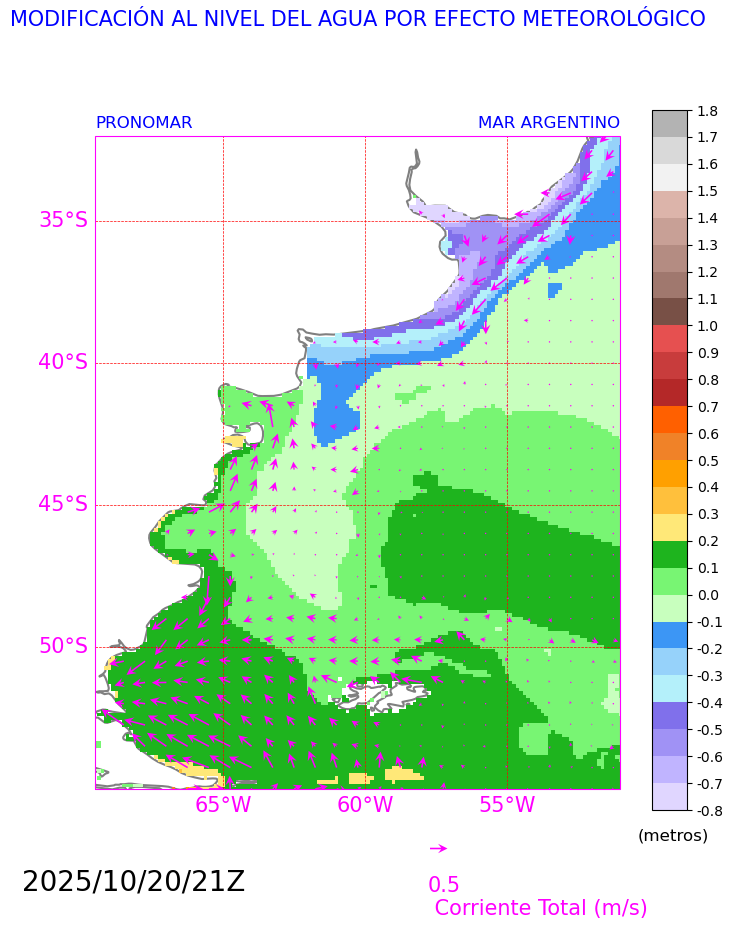 MODIFICACIÓN AL NIVEL DEL AGUA POR EFECTO METEOROLÓGICO
PRONOMAR
MAR ARGENTINO
35°S
40°S
45°S
50°S
65°W
60°W
55°W
1.8
1.7
1.6
1.5
1.4
1.3
1.2
1.1
1.0
0.9
0.8
0.7
0.6
0.5
0.4
0.3
0.2
0.1
0.0
-0.1
-0.2
-0.3
-0.4
-0.5
-0.6
-0.7
-0.8
(metros)
2025/10/20/21Z
0.5
Corriente Total (m/s)